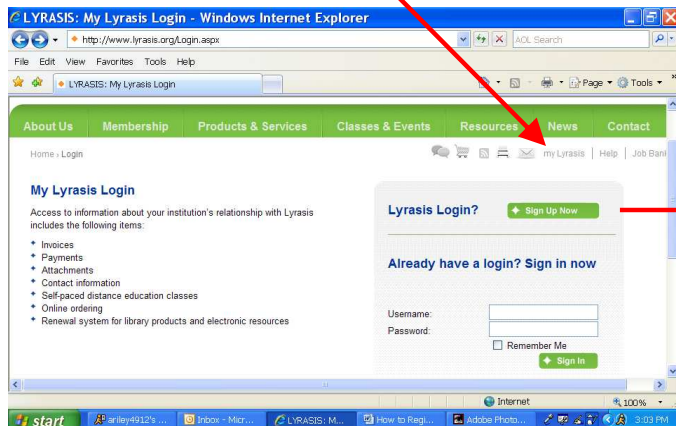 LYRASIS: My Lyrasis Login - Windows Internet Explorer
http://www.lyrasis.org/Login.aspx
AOL Search
File Edit View Favorites Tools Help
LYRASIS: My Lyrasis Login
Page Tools
About Us Membership Products & Services Classes & Events Resources News Contact
Home › Login
my Lyrasis | Help | Job Bank
My Lyrasis Login
Access to information about your institution's relationship with Lyrasis
includes the following items:
Invoices
Payments
Attachments
Contact information
Self-paced distance education classes
Online ordering
Renewal system for library products and electronic resources
Lyrasis Login?
Sign Up Now
Already have a login? Sign in now
Username:
Password:
Remember Me
Sign In
Internet
100%
start
ariley4912's ...
Inbox - Micr...
LYRASIS: M...
How to Regi...
Adobe Photo...
3:03 PM